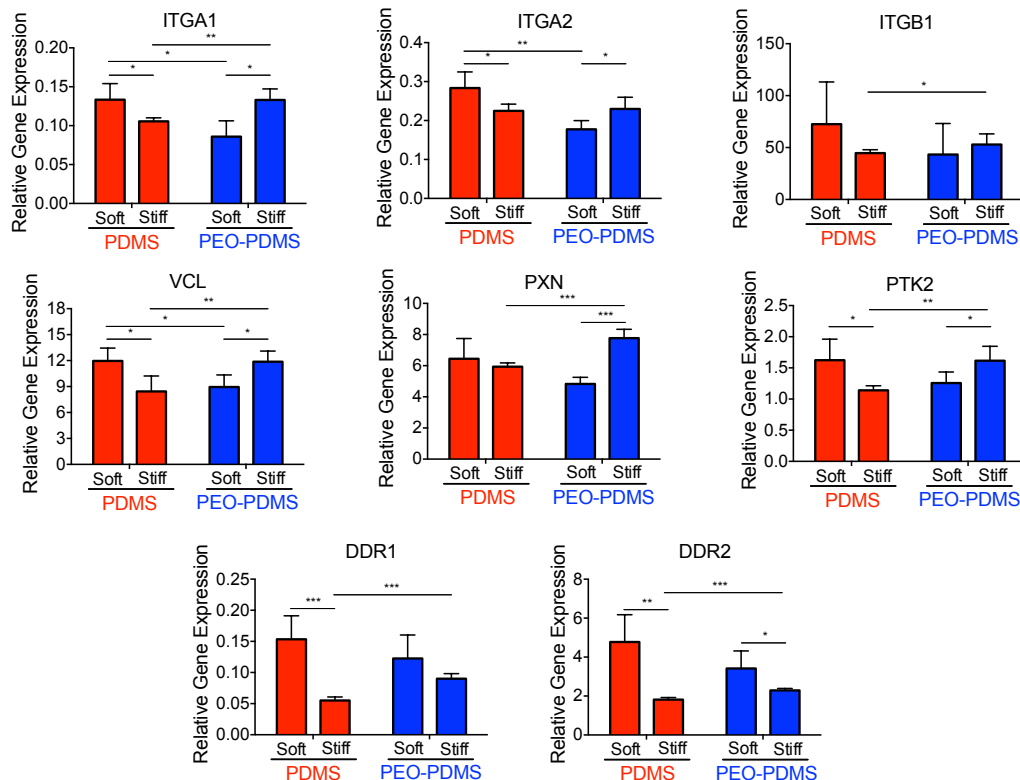 ITGA1
Relative Gene Expression
0.20
0.15
0.10
0.05
0.00
**
*
*
*
Soft Stiff Soft Stiff
PDMS PEO-PDMS
ITGA2
Relative Gene Expression
0.4
0.3
0.2
0.1
0.0
**
*
*
Soft Stiff Soft Stiff
PDMS PEO-PDMS
ITGB1
Relative Gene Expression
150
100
50
0
*
Soft Stiff Soft Stiff
PDMS PEO-PDMS
VCL
Relative Gene Expression
18
15
12
9
6
3
0
**
*
*
*
Soft Stiff Soft Stiff
PDMS PEO-PDMS
PXN
Relative Gene Expression
10
8
6
4
2
0
***
***
Soft Stiff Soft Stiff
PDMS PEO-PDMS
PTK2
Relative Gene Expression
2.5
2.0
1.5
1.0
0.5
0.0
**
*
*
Soft Stiff Soft Stiff
PDMS PEO-PDMS
DDR1
Relative Gene Expression
0.25
0.20
0.15
0.10
0.05
0.00
***
***
Soft Stiff Soft Stiff
PDMS PEO-PDMS
DDR2
Relative Gene Expression
8
6
4
2
0
***
**
*
Soft Stiff Soft Stiff
PDMS PEO-PDMS